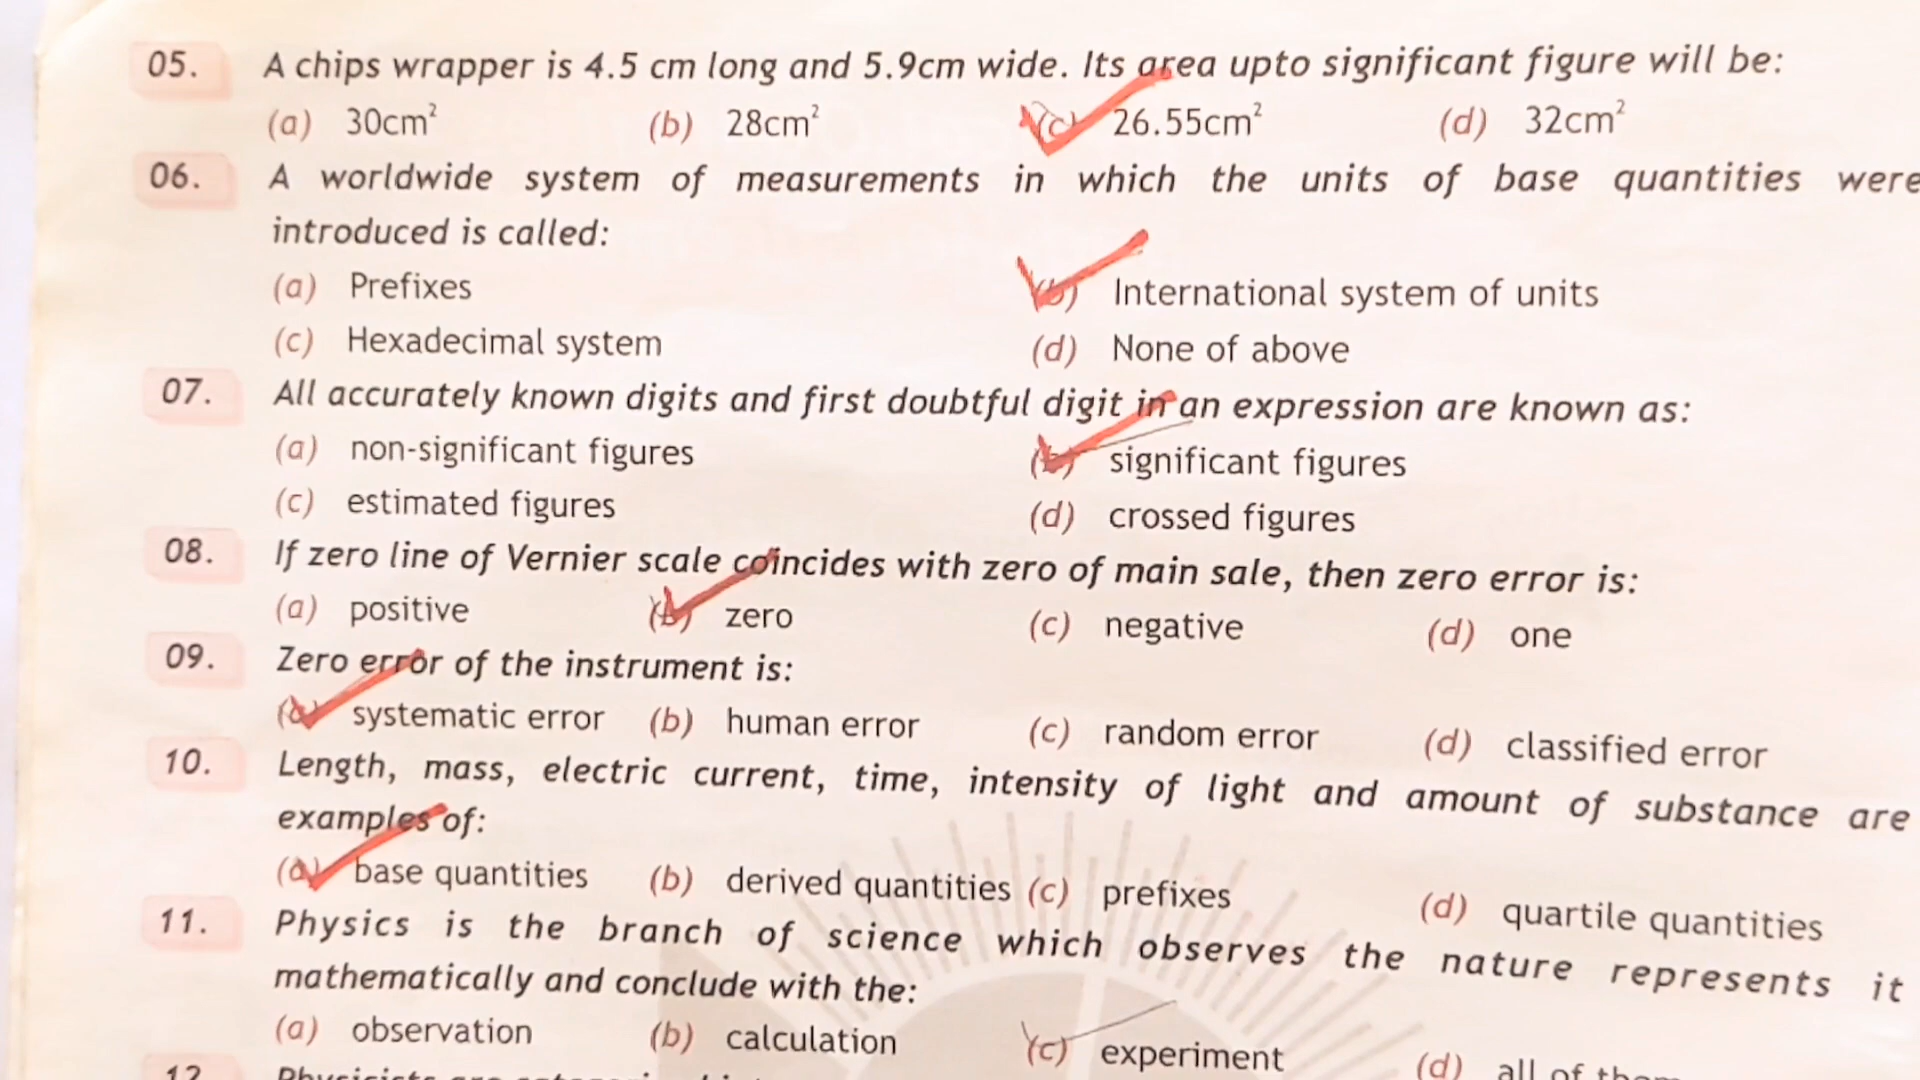 05. A chips wrapper is 4.5 cm long and 5.9cm wide. Its area upto significant figure will be:
(a) 30cm² (b) 28cm² (c) 26.55cm² (d) 32cm²
06. A worldwide system of measurements in which the units of base quantities were
introduced is called:
(a) Prefixes (b) International system of units
(c) Hexadecimal system (d) None of above
07. All accurately known digits and first doubtful digit in an expression are known as:
(a) non-significant figures (b) significant figures
(c) estimated figures (d) crossed figures
08. If zero line of Vernier scale coincides with zero of main sale, then zero error is:
(a) positive (b) zero (c) negative (d) one
09. Zero error of the instrument is:
(a) systematic error (b) human error (c) random error (d) classified error
10. Length, mass, electric current, time, intensity of light and amount of substance are
examples of:
(a) base quantities (b) derived quantities (c) prefixes (d) quartile quantities
11. Physics is the branch of science which observes the nature represents it
mathematically and conclude with the:
(a) observation (b) calculation (c) experiment (d) all of them
12.